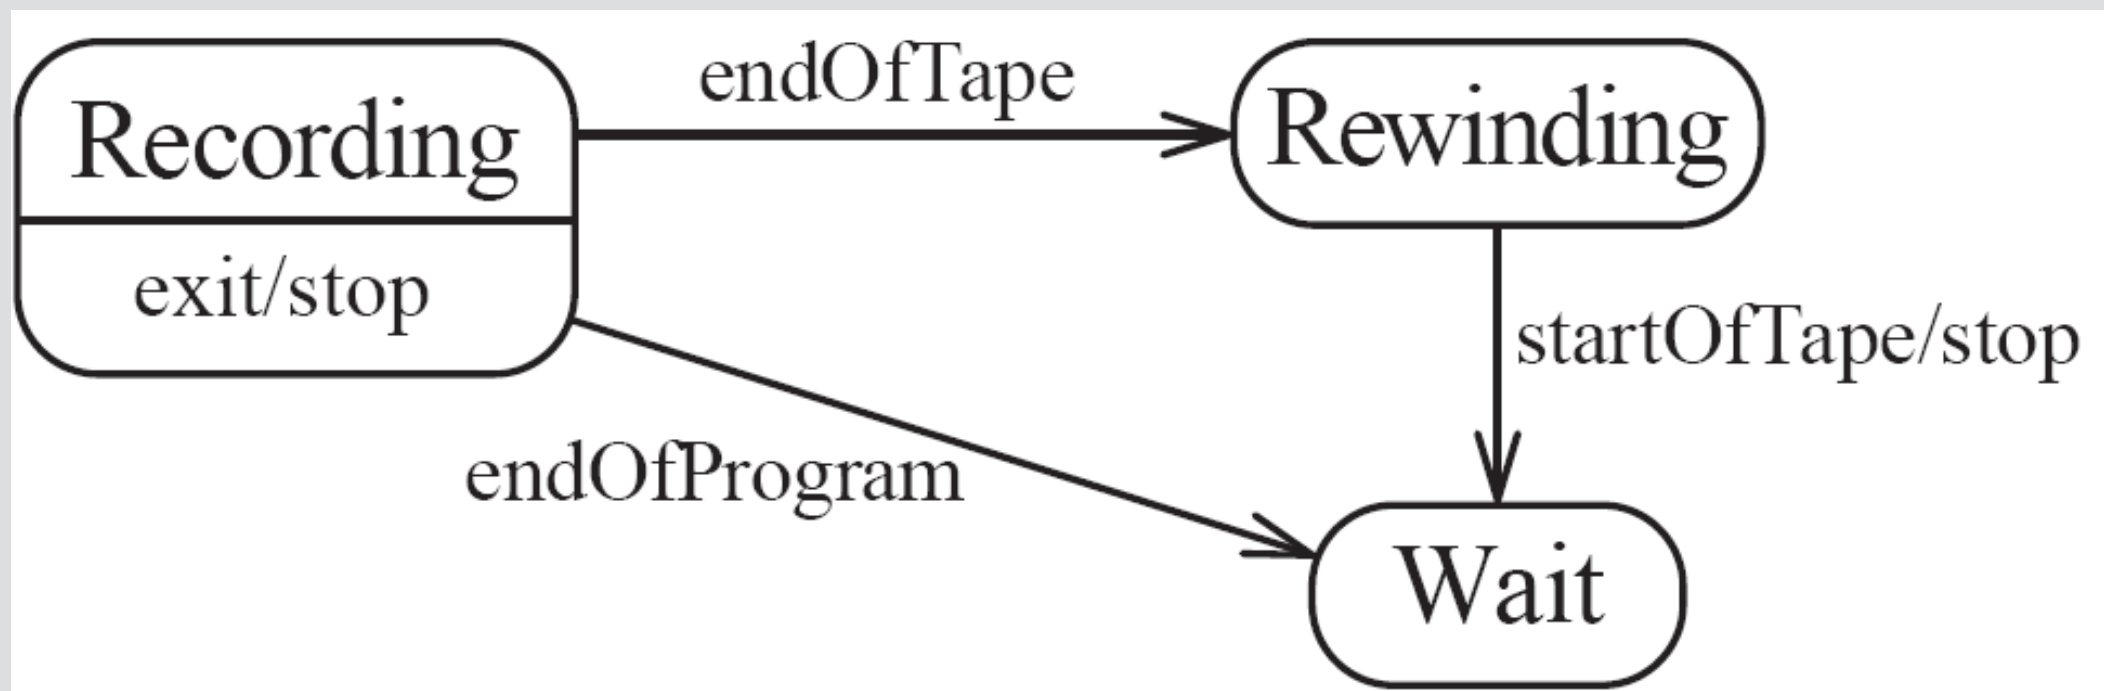 Recording
exit/stop
endOfTape
Rewinding
startOfTape/stop
endOfProgram
Wait